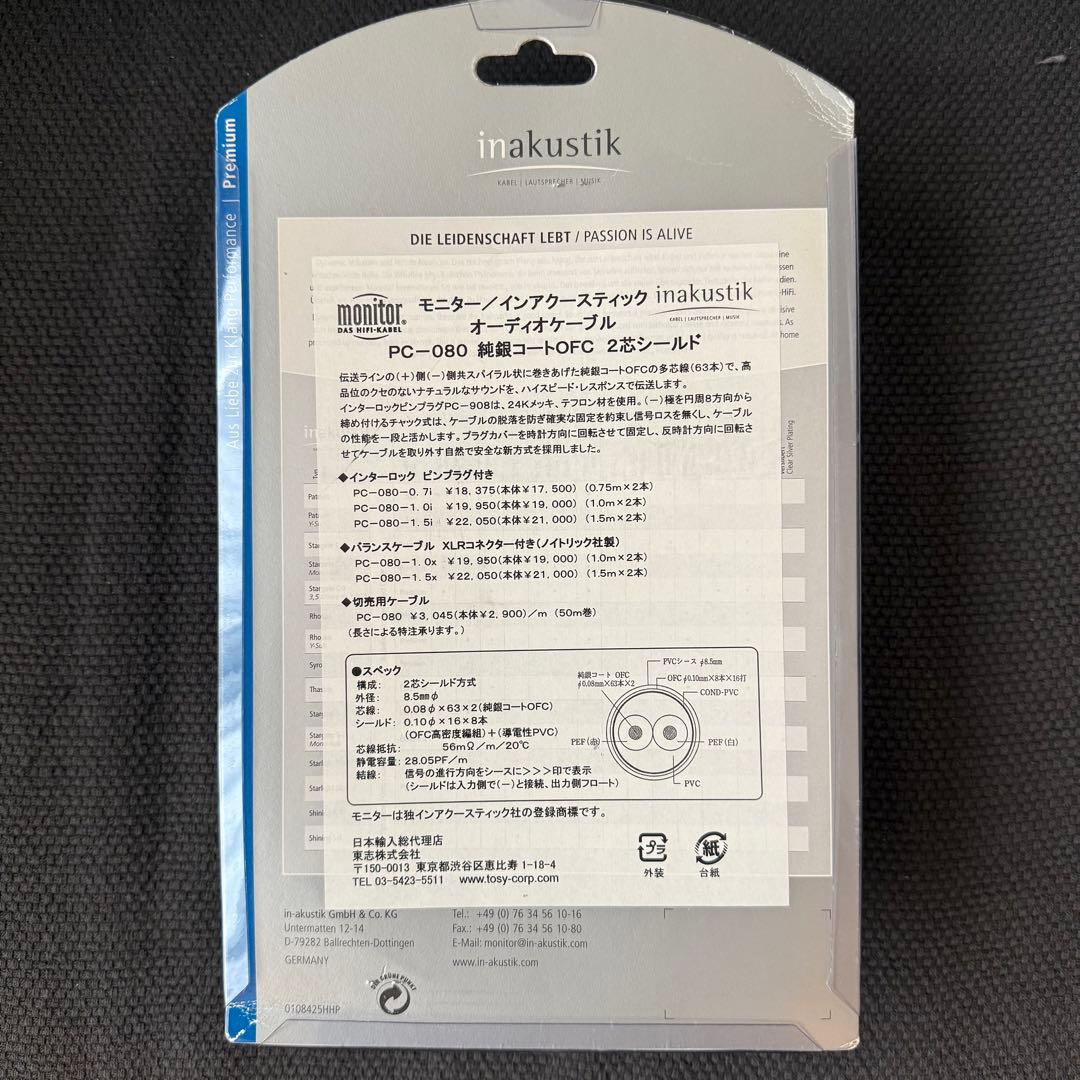 Aus Liebe zur Klang-Performance | Premium
inakustik
KABEL | LAUTSPRECHER | MUSIK
DIE LEIDENSCHAFT LEBT / PASSION IS ALIVE
monitor®
DAS HIFI-KABEL
モニター/インアクースティック
inakustik
KABEL | LAUTSPRECHER | MUSIK
オーディオケーブル
PC-080 純銀コートOFC 2芯シールド
伝送ラインの(+)側(-)側共スパイラル状に巻きあげた純銀コートOFCの多芯線(63本)で、高
品位のクセのないナチュラルなサウンドを、ハイスピード・レスポンスで伝送します。
インターロックピンプラグPC-908は、24Kメッキ、テフロン材を使用。(-)極を円周8方向から
締め付けるチャック式は、ケーブルの脱落を防ぎ確実な固定を約束し信号ロスを無くし、ケーブル
の性能を一段と活かします。プラグカバーを時計方向に回転させて固定し、反時計方向に回転さ
せてケーブルを取り外す自然で安全な新方式を採用しました。
◆インターロック ピンプラグ付き
PC-080-0.7i ¥18,375(本体¥17,500) (0.75m×2本)
PC-080-1.0i ¥19,950(本体¥19,000) (1.0m×2本)
PC-080-1.5i ¥22,050(本体¥21,000) (1.5m×2本)
◆バランスケーブル XLRコネクター付き(ノイトリック社製)
PC-080-1.0x ¥19,950(本体¥19,000) (1.0m×2本)
PC-080-1.5x ¥22,050(本体¥21,000) (1.5m×2本)
◆切売用ケーブル
PC-080 ¥3,045(本体¥2,900)/m (50m巻)
(長さによる特注承ります。)
●スペック
構成: 2芯シールド方式
外径: 8.5mmφ
芯線: 0.08φ×63×2(純銀コートOFC)
シールド: 0.10φ×16×8本
(OFC高密度編組)+(導電性PVC)
芯線抵抗: 56mΩ/m/20℃
静電容量: 28.05PF/m
結線: 信号の進行方向をシースに>>>印で表示
(シールドは入力側で(-)と接続、出力側フロート)
PVCシース φ8.5mm
純銀コート OFC
φ0.08mm×63本×2
OFC φ0.10mm×8本×16打
COND-PVC
PEF(赤)
PEF(白)
PVC
モニターは独インアクースティック社の登録商標です。
日本輸入総代理店
東志株式会社
〒150-0013 東京都渋谷区恵比寿 1-18-4
TEL 03-5423-5511 www.tosy-corp.com
プラ
外装
紙
台紙
in-akustik GmbH & Co. KG
Untermatten 12-14
D-79282 Ballrechten-Dottingen
GERMANY
Tel.: +49 (0) 76 34 56 10-16
Fax.: +49 (0) 76 34 56 10-80
E-Mail: monitor@in-akustik.com
www.in-akustik.com
DER GRÜNE PUNKT
0108425HHP